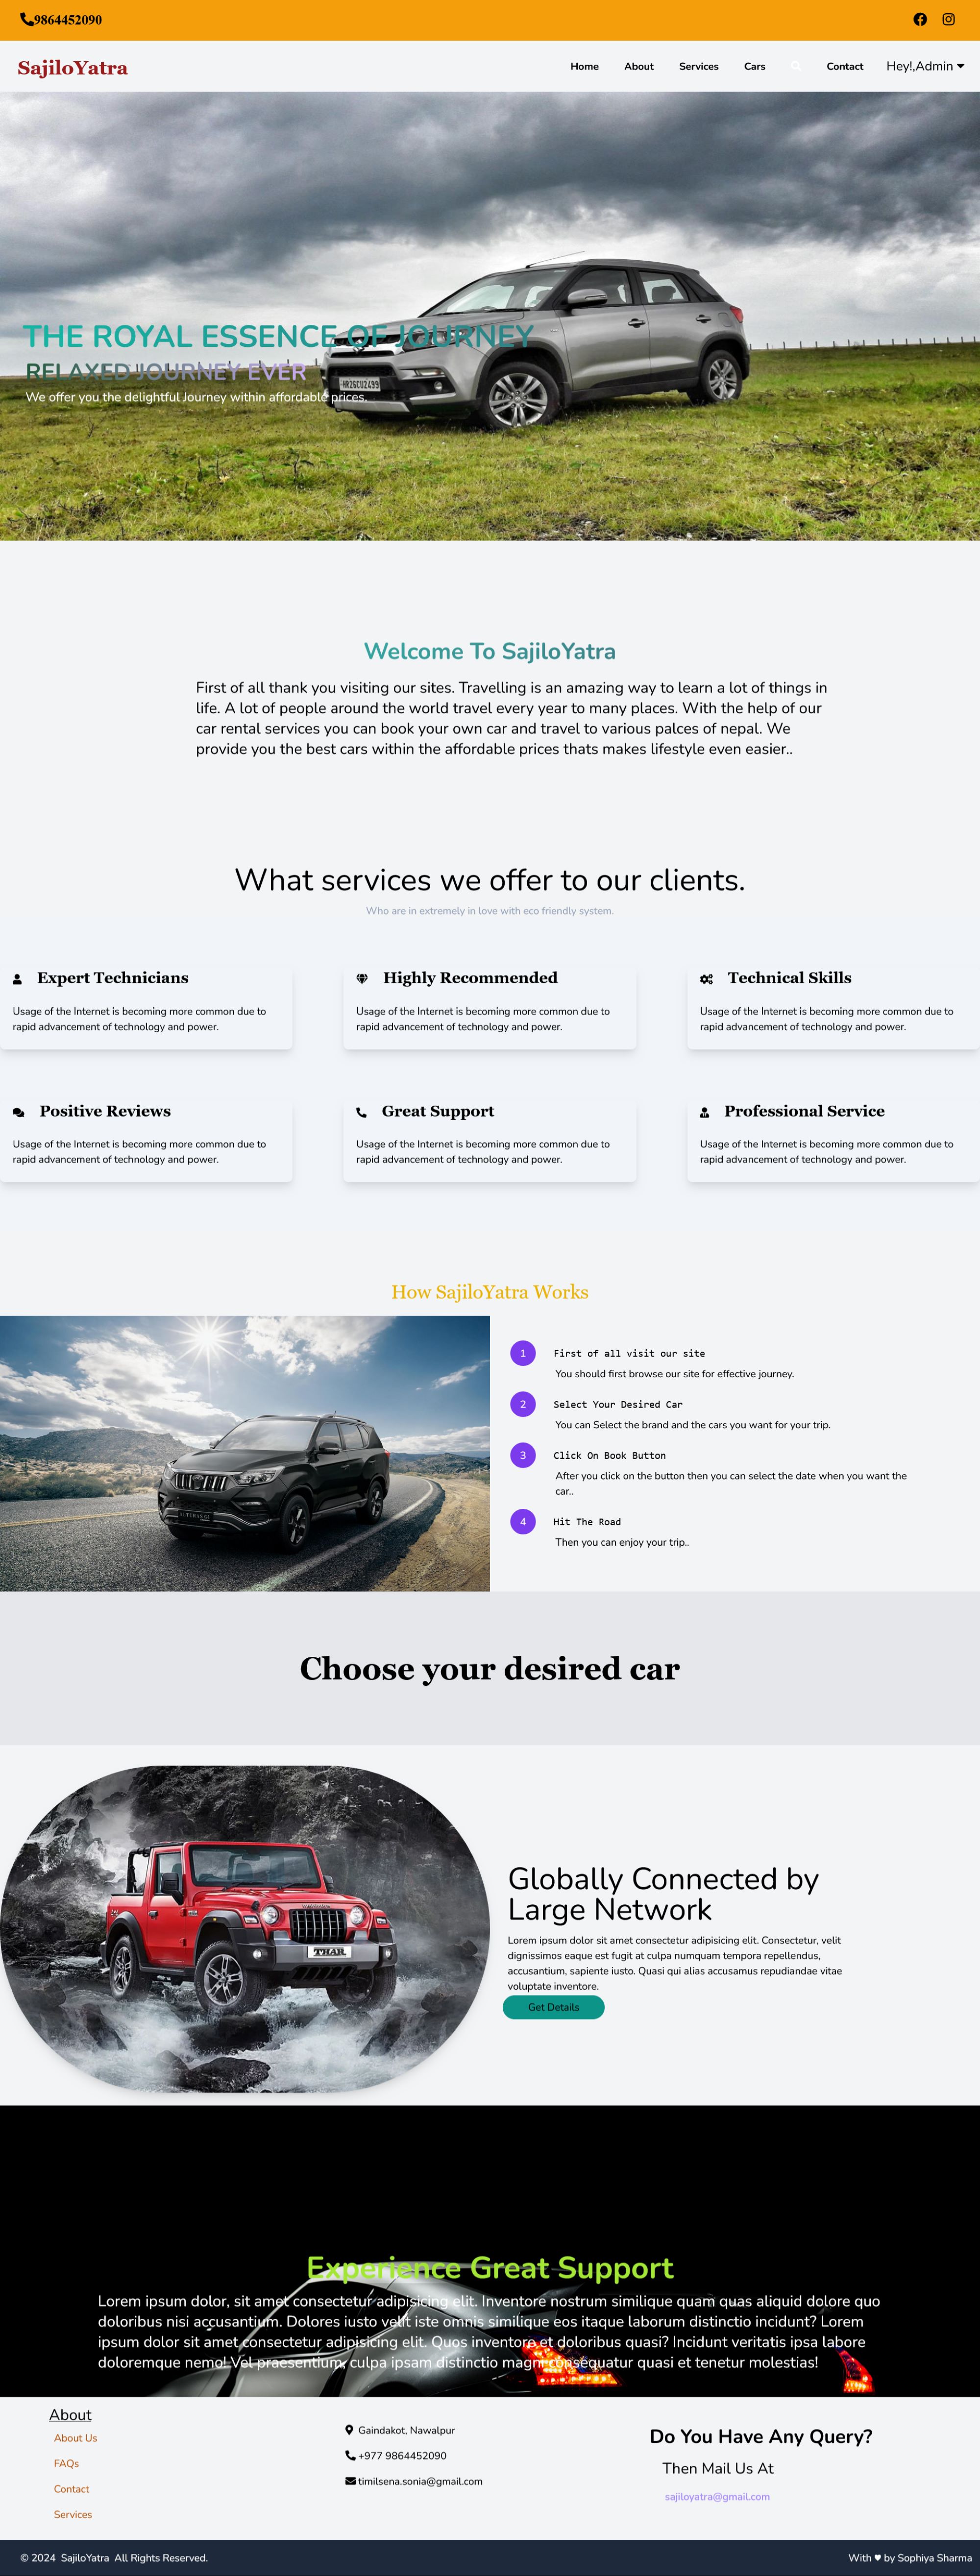 9864452090
SajiloYatra
Home About Services Cars Contact Hey!,Admin
THE ROYAL ESSENCE OF JOURNEY
RELAXED JOURNEY EVER
HR26CU2499
We offer you the delightful Journey within affordable prices.
Welcome To SajiloYatra
First of all thank you visiting our sites. Travelling is an amazing way to learn a lot of things in
life. A lot of people around the world travel every year to many places. With the help of our
car rental services you can book your own car and travel to various palces of nepal. We
provide you the best cars within the affordable prices thats makes lifestyle even easier..
What services we offer to our clients.
Who are in extremely in love with eco friendly system.
Expert Technicians
Usage of the Internet is becoming more common due to
rapid advancement of technology and power.
Highly Recommended
Usage of the Internet is becoming more common due to
rapid advancement of technology and power.
Technical Skills
Usage of the Internet is becoming more common due to
rapid advancement of technology and power.
Positive Reviews
Usage of the Internet is becoming more common due to
rapid advancement of technology and power.
Great Support
Usage of the Internet is becoming more common due to
rapid advancement of technology and power.
Professional Service
Usage of the Internet is becoming more common due to
rapid advancement of technology and power.
How SajiloYatra Works
1 First of all visit our site
You should first browse our site for effective journey.
2 Select Your Desired Car
You can Select the brand and the cars you want for your trip.
3 Click On Book Button
After you click on the button then you can select the date when you want the
car..
4 Hit The Road
Then you can enjoy your trip..
Choose your desired car
THAR
Globally Connected by
Large Network
Lorem ipsum dolor sit amet consectetur adipisicing elit. Consectetur, velit
dignissimos eaque est fugit at culpa numquam tempora repellendus,
accusantium, sapiente iusto. Quasi qui alias accusamus repudiandae vitae
voluptate inventore.
Get Details
Experience Great Support
Lorem ipsum dolor, sit amet consectetur adipisicing elit. Inventore nostrum similique quam quas aliquid dolore quo
doloribus nisi accusantium. Dolores iusto velit iste omnis similique eos itaque laborum distinctio incidunt? Lorem
ipsum dolor sit amet consectetur adipisicing elit. Quos inventore et doloribus quasi? Incidunt veritatis ipsa labore
doloremque nemo! Vel praesentium, culpa ipsam distinctio magni consequatur quasi et tenetur molestias!
About
About Us
FAQs
Contact
Services
Gaindakot, Nawalpur
+977 9864452090
timilsena.sonia@gmail.com
Do You Have Any Query?
Then Mail Us At
sajiloyatra@gmail.com
© 2024 SajiloYatra All Rights Reserved.
With ♥ by Sophiya Sharma